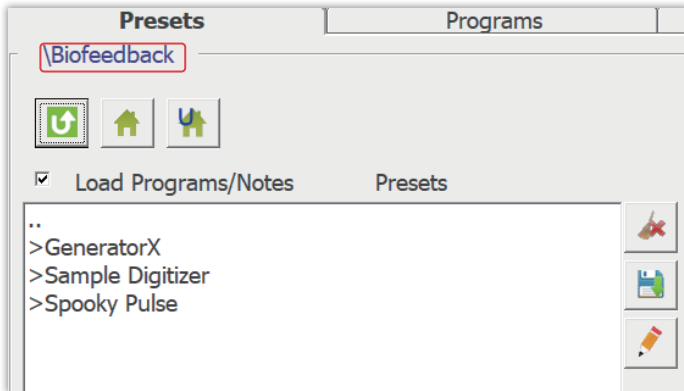 Presets Programs
\Biofeedback
U
Load Programs/Notes Presets
..
>GeneratorX
>Sample Digitizer
>Spooky Pulse